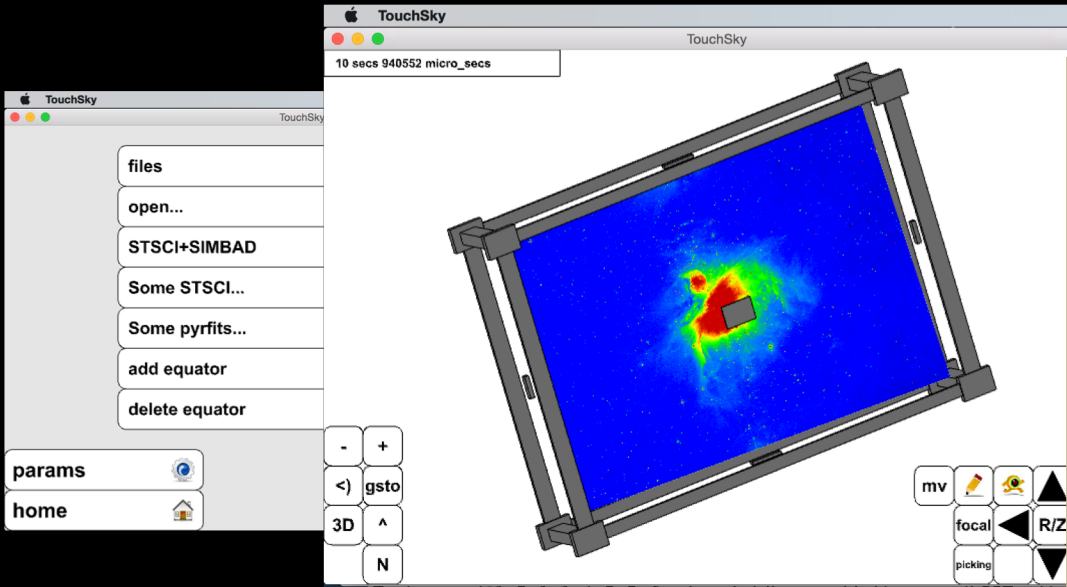 TouchSky
TouchSky
10 secs 940552 micro_secs
TouchSky
TouchSky
files
open...
STSCI+SIMBAD
Some STSCI...
Some pyrfits...
add equator
delete equator
params
home
- +
<) gsto
3D ^
N
mv
focal R/Z
picking